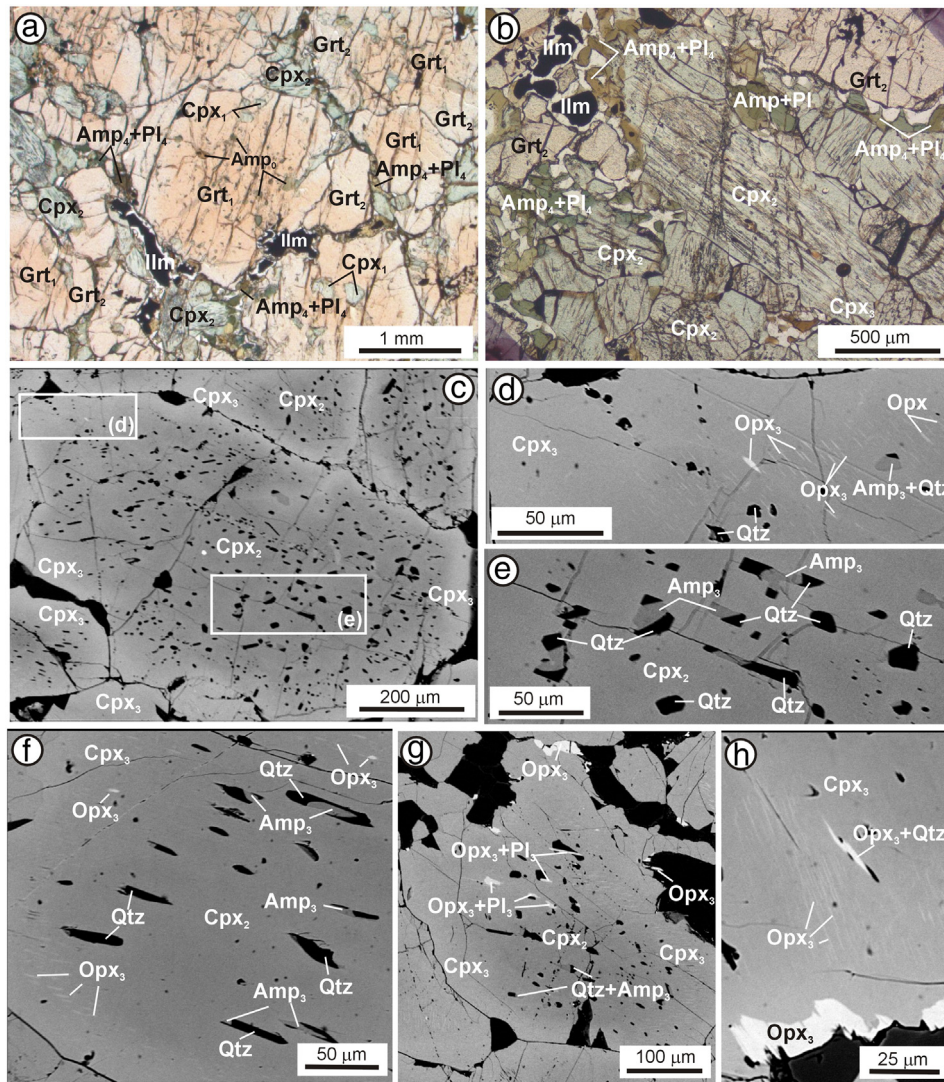 a
Grt₂
Grt₁
Cpx₂
Cpx₁
Grt₂
Amp₄+Pl₄
Amp₀
Grt₁
Grt₁
Amp₄+Pl₄
Grt₂
Cpx₂
Ilm
Ilm
Cpx₁
Grt₁
Grt₂
Amp₄+Pl₄
Cpx₂
1 mm
b
Ilm
Amp₄+Pl₄
Grt₂
Ilm
Amp+Pl
Grt₂
Amp₄+Pl₄
Cpx₂
Amp₄+Pl₄
Cpx₂
Cpx₃
Cpx₂
500 µm
c
Cpx₃
Cpx₂
(d)
Cpx₂
Cpx₃
Cpx₃
(e)
Cpx₃
Cpx₃
200 µm
d
Opx
Opx₃
Cpx₃
Opx₃
Amp₃+Qtz
Qtz
50 µm
e
Amp₃
Amp₃
Qtz
Qtz
Qtz
Cpx₂
Qtz
Qtz
50 µm
f
Cpx₃
Qtz
Opx₃
Opx₃
Amp₃
Amp₃
Qtz
Cpx₂
Qtz
Opx₃
Amp₃
Qtz
50 µm
g
Opx₃
Opx₃+Pl₃
Opx₃
Opx₃+Pl₃
Cpx₂
Cpx₃
Cpx₃
Qtz+Amp₃
100 µm
h
Cpx₃
Opx₃+Qtz
Opx₃
Opx₃
25 µm